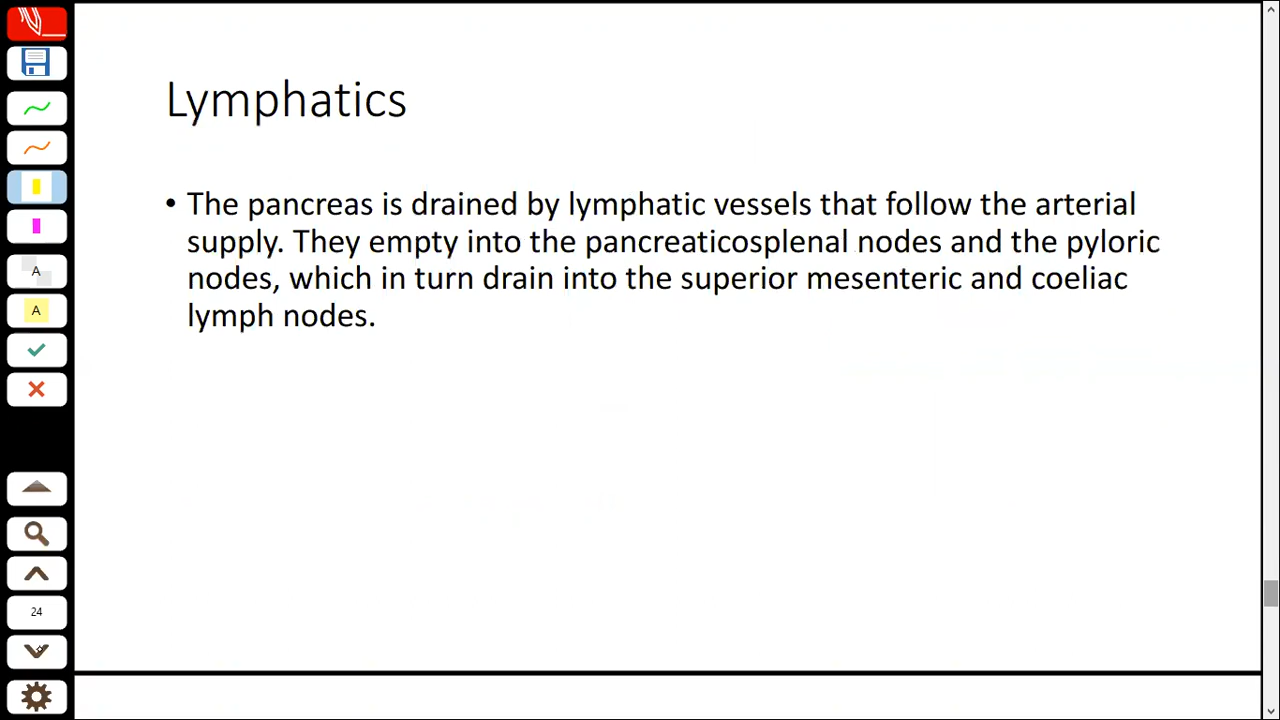 Lymphatics
• The pancreas is drained by lymphatic vessels that follow the arterial
supply. They empty into the pancreaticosplenal nodes and the pyloric
nodes, which in turn drain into the superior mesenteric and coeliac
lymph nodes.
A
A
24